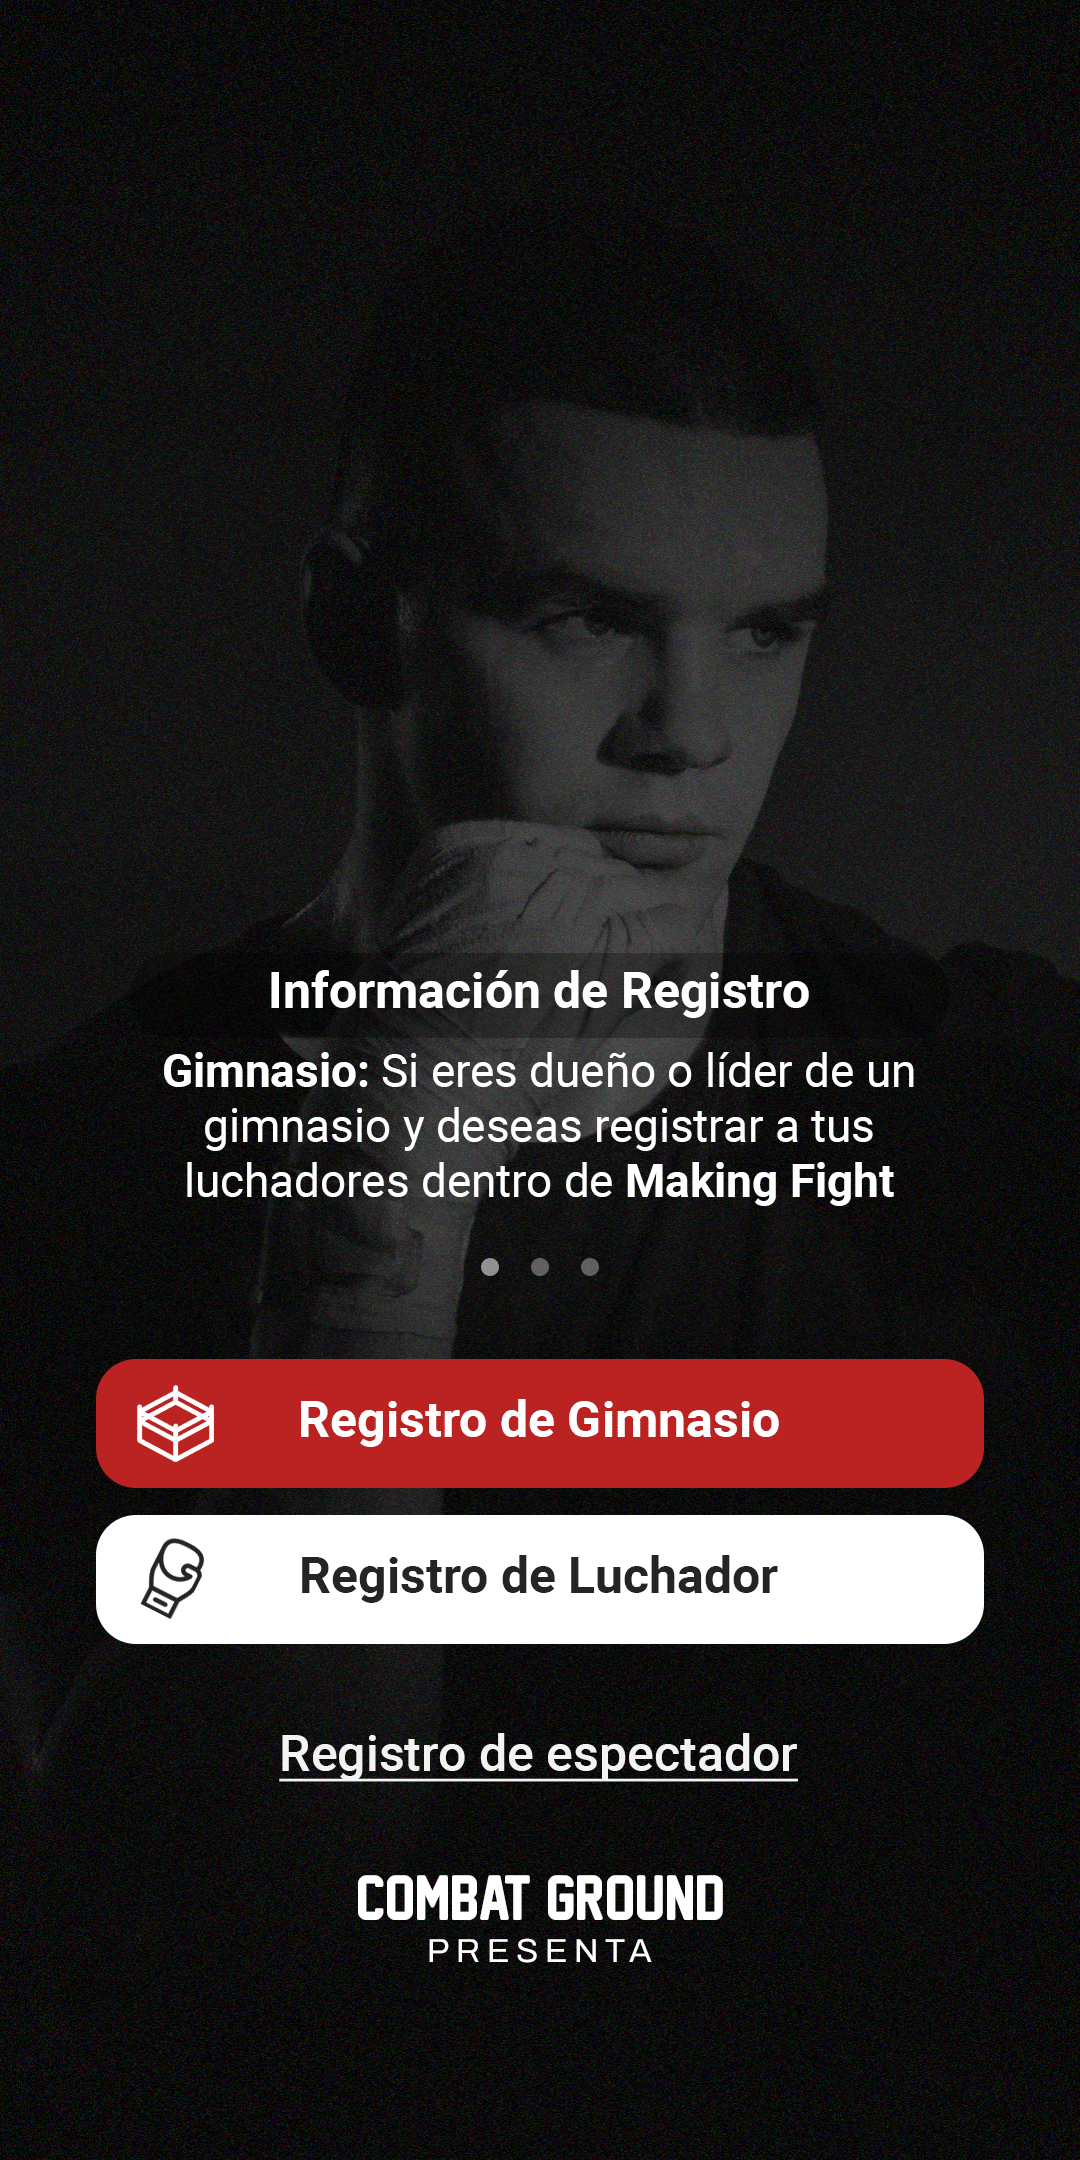 Información de Registro
Gimnasio: Si eres dueño o líder de un
gimnasio y deseas registrar a tus
luchadores dentro de Making Fight
Registro de Gimnasio
Registro de Luchador
Registro de espectador
COMBAT GROUND
PRESENTA